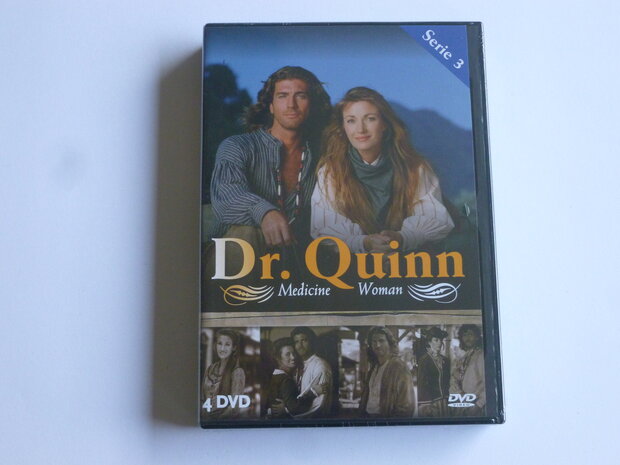 Serie 3
Dr. Quinn
Medicine Woman
4 DVD
DVD
VIDEO